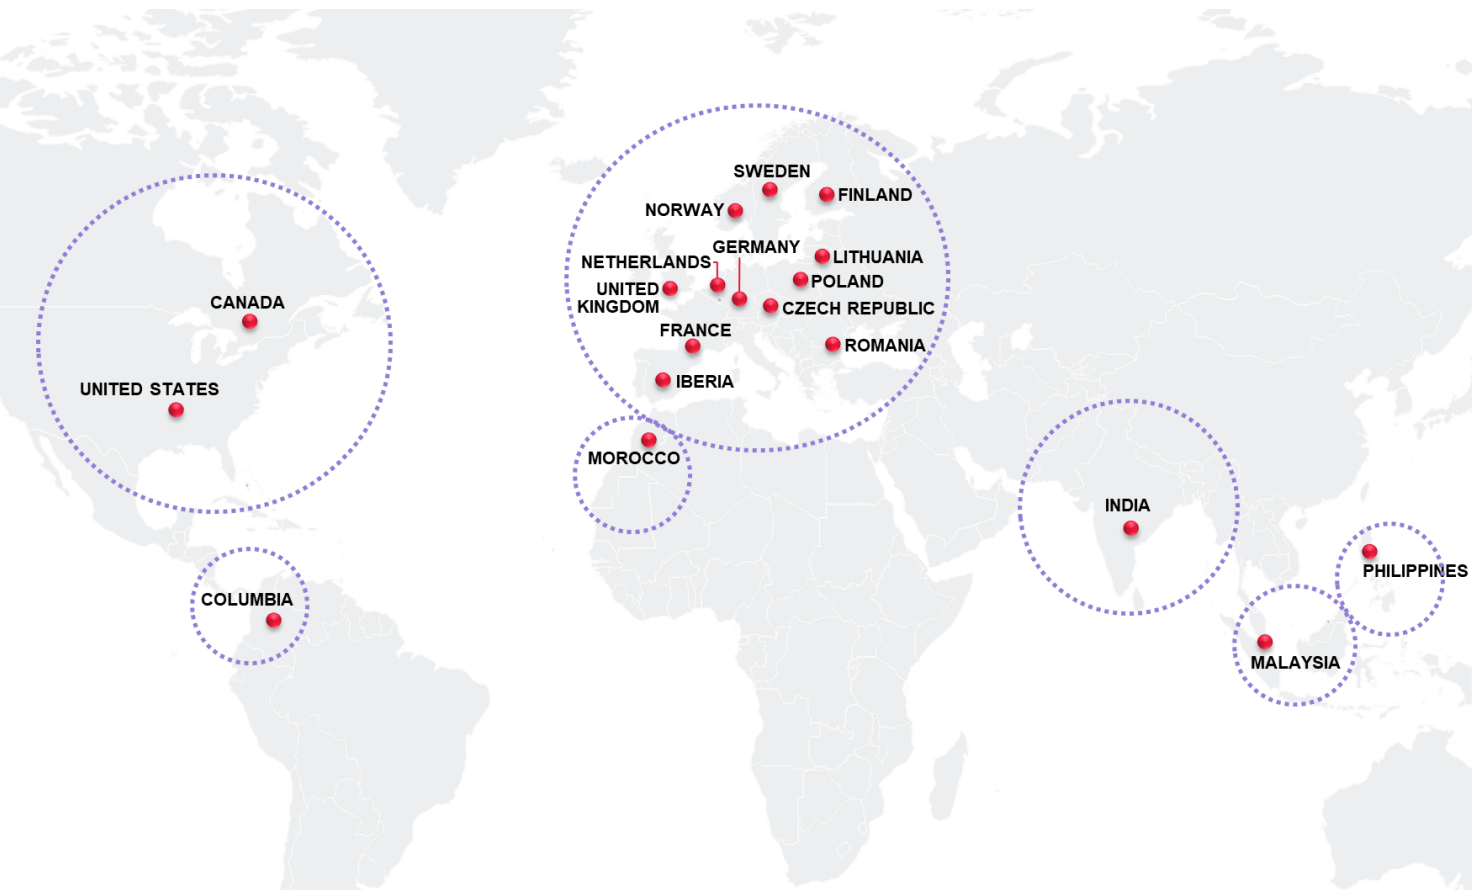 SWEDEN
FINLAND
NORWAY
GERMANY
NETHERLANDS
LITHUANIA
POLAND
UNITED
KINGDOM
CZECH REPUBLIC
CANADA
FRANCE
ROMANIA
IBERIA
UNITED STATES
MOROCCO
INDIA
PHILIPPINES
COLUMBIA
MALAYSIA